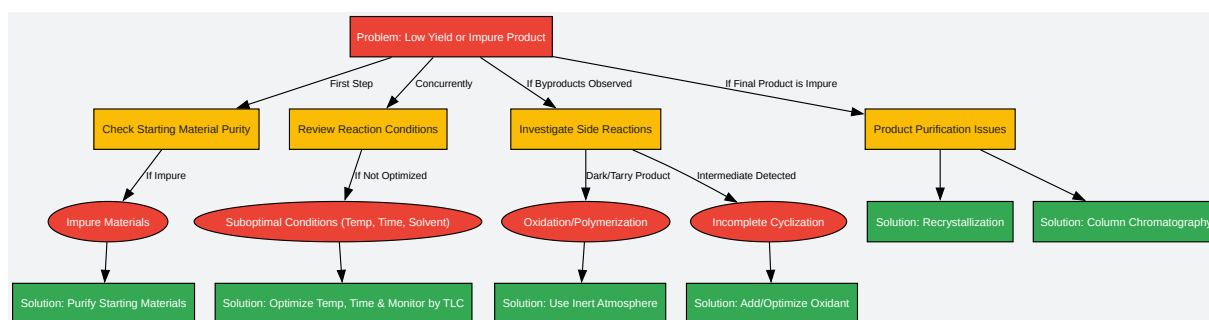 Problem: Low Yield or Impure Product
First Step
Concurrently
If Byproducts Observed
If Final Product is Impure
Check Starting Material Purity
Review Reaction Conditions
Investigate Side Reactions
Product Purification Issues
If Impure
If Not Optimized
Dark/Tarry Product
Intermediate Detected
Impure Materials
Suboptimal Conditions (Temp, Time, Solvent)
Oxidation/Polymerization
Incomplete Cyclization
Solution: Recrystallization
Solution: Column Chromatography
Solution: Purify Starting Materials
Solution: Optimize Temp, Time & Monitor by TLC
Solution: Use Inert Atmosphere
Solution: Add/Optimize Oxidant